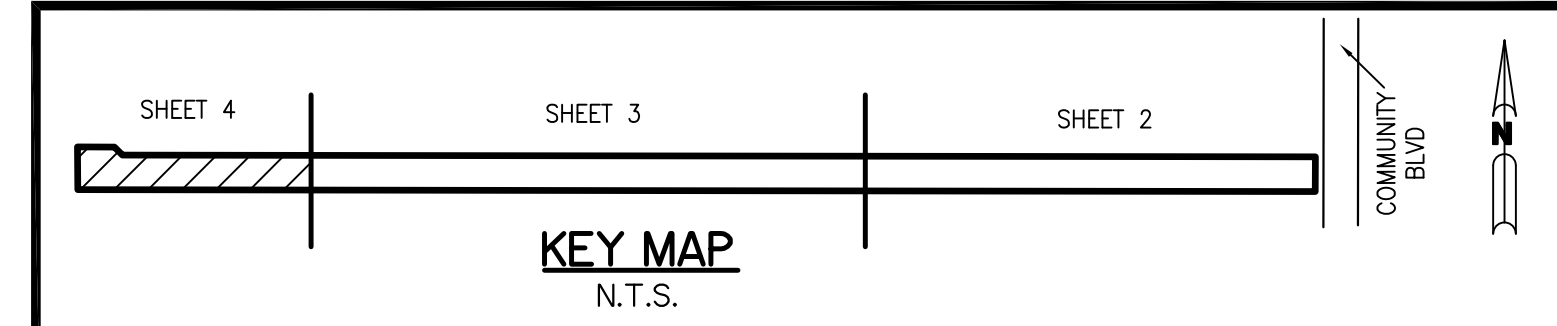 SHEET 4
SHEET 3
SHEET 2
COMMUNITY
BLVD
N
KEY MAP
N.T.S.